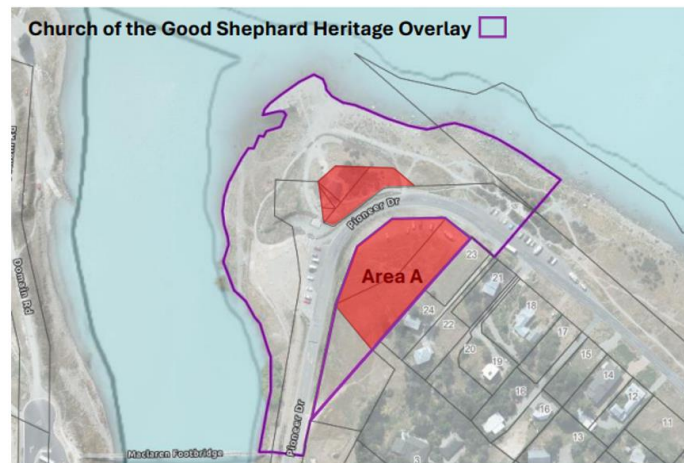 Church of the Good Shephard Heritage Overlay
Pioneer Dr
Area A
Domain Rd
23
21
24
22
18
17
20
19
15
14
16
16
12
11
13
3
Pioneer Dr
Maclaren Footbridge